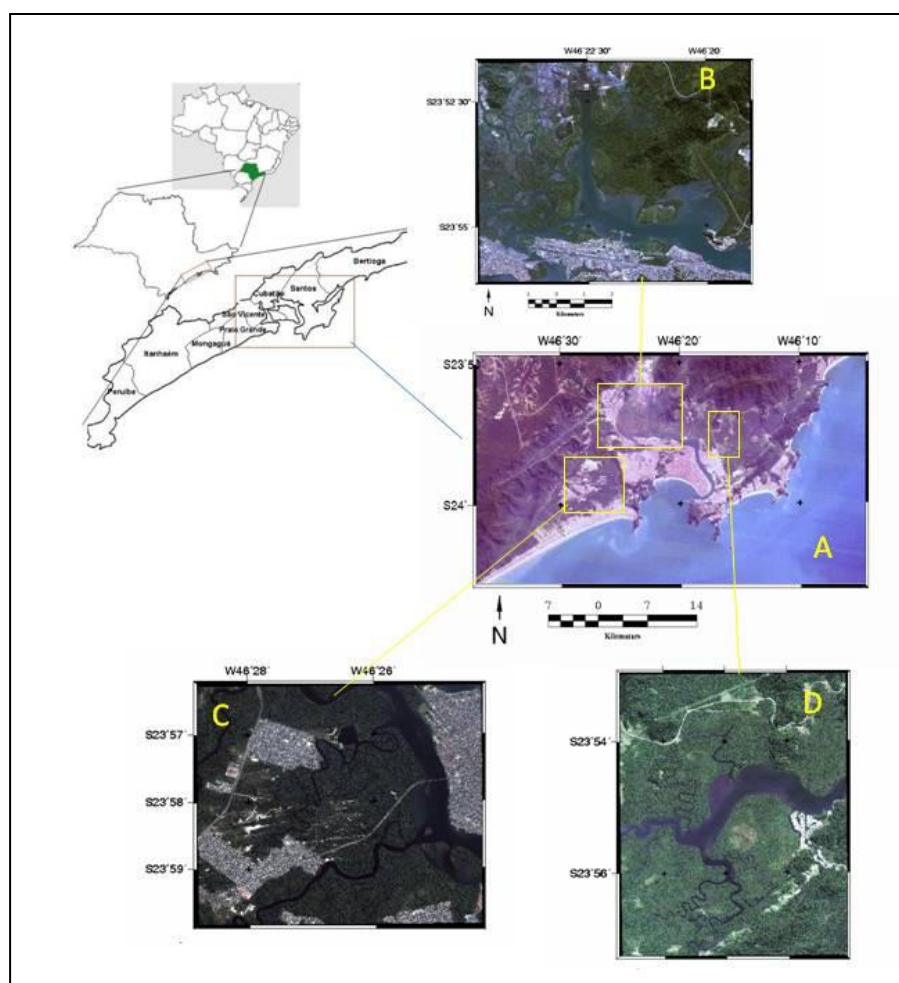 W46°22'30" W46°20'
B
S23°52 30"
S23°55'
N
Kilometers
Bertioga
Santos
Cubatão
São Vicente
Praia Grande
Mongaguá
Itanhaém
Peruíbe
W46°30' W46°20' W46°10'
S24°
A
7 0 7 14
N
Kilometers
W46°28' W46°26'
C
S23°57'
S23°58'
S23°59'
D
S23°54'
S23°56'